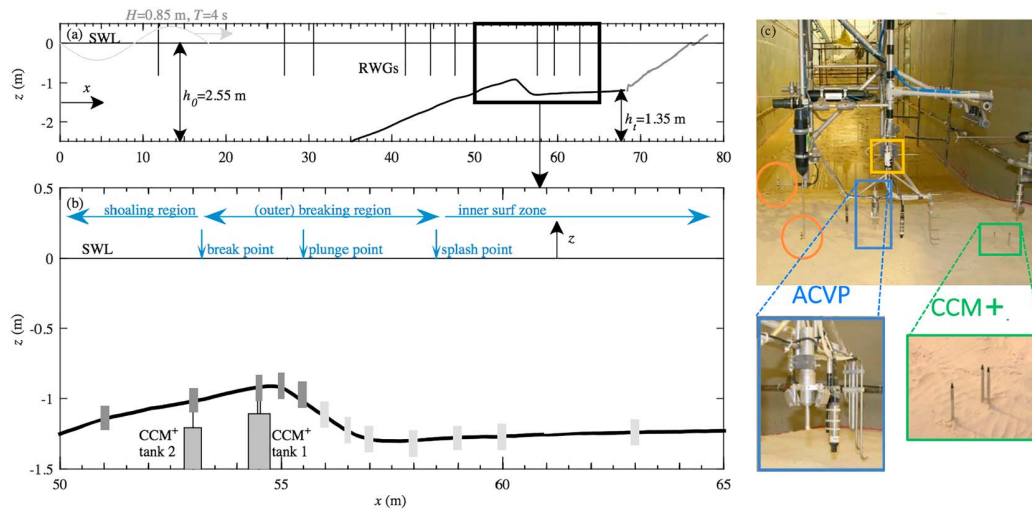 (a)
H=0.85 m, T=4 s
SWL
RWGs
x
h₀=2.55 m
hₜ=1.35 m
z (m)
0
-1
-2
0 10 20 30 40 50 60 70 80
(b)
shoaling region (outer) breaking region inner surf zone
break point plunge point splash point
z
SWL
z (m)
0.5
0
-0.5
-1
-1.5
CCM⁺ tank 2
CCM⁺ tank 1
50 55 60 65
x (m)
(c)
ACVP
CCM+